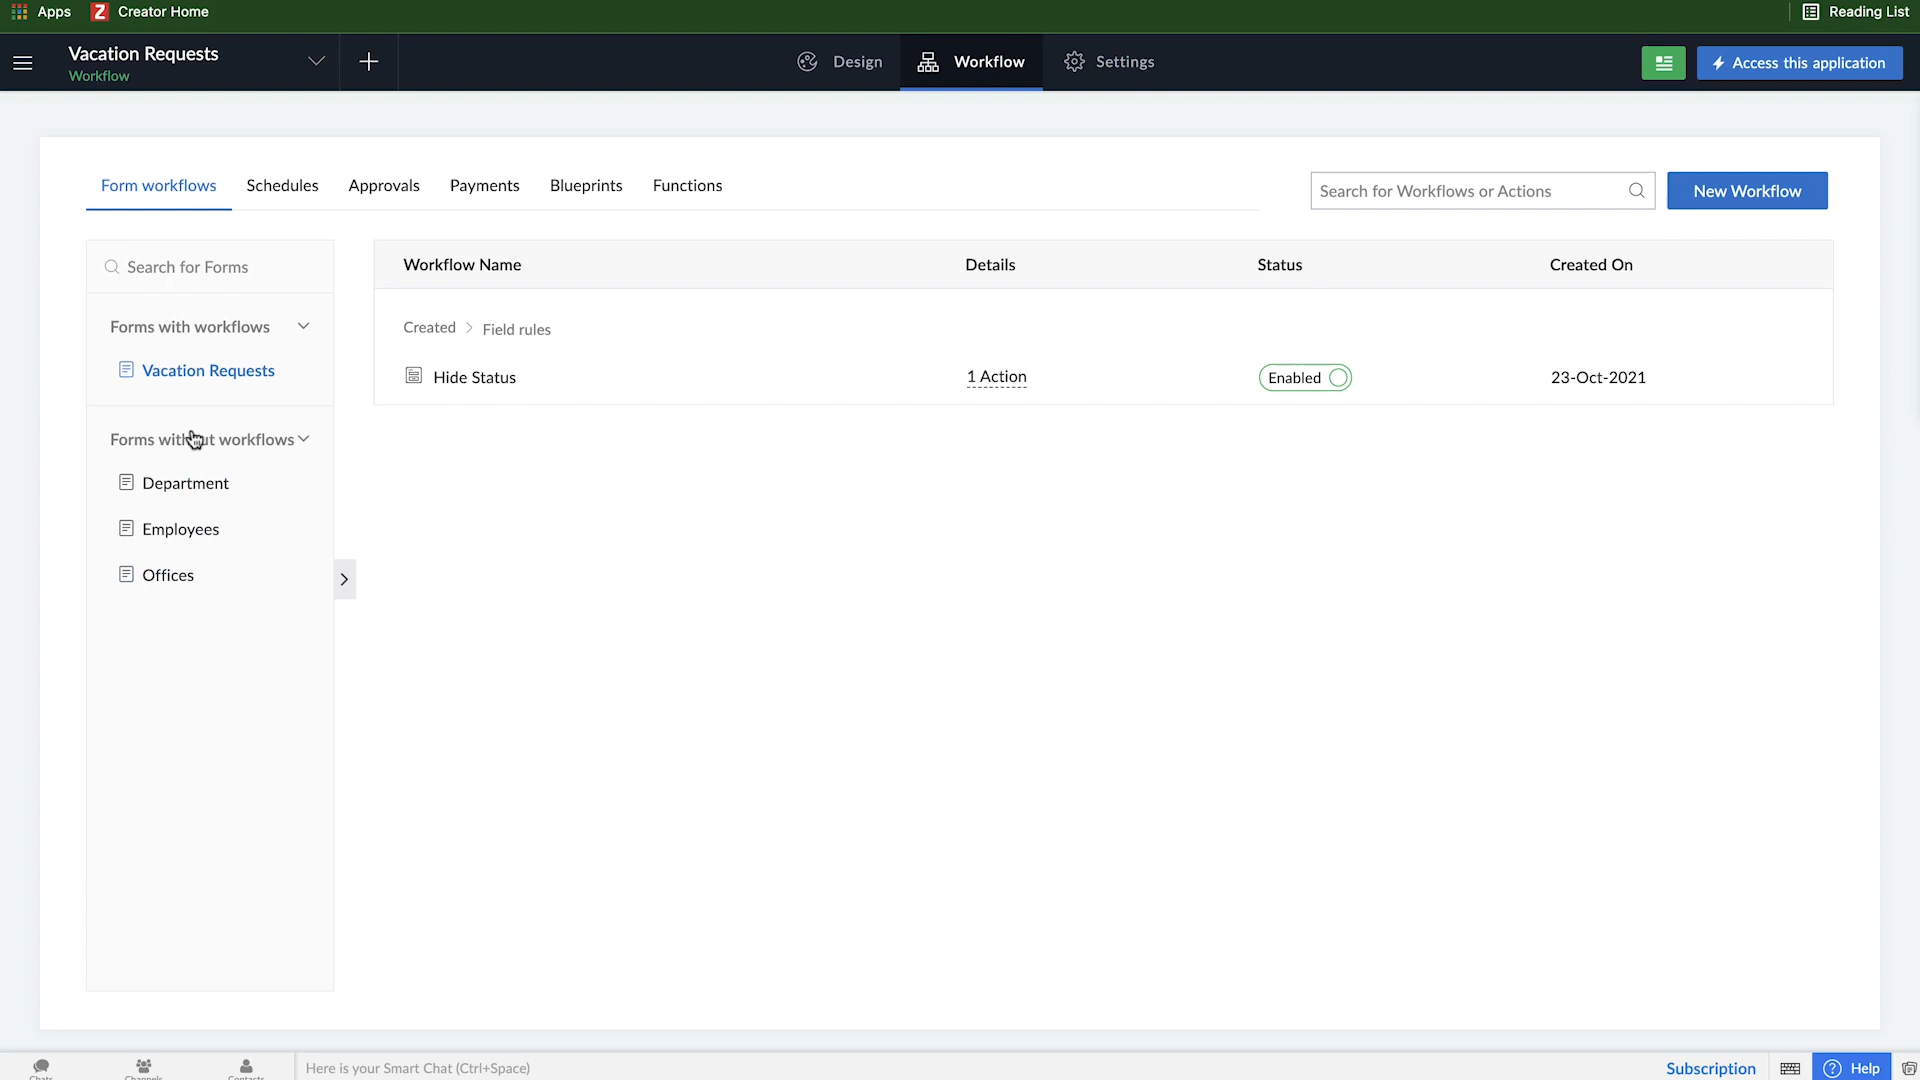 Apps
Creator Home
Reading List
Vacation Requests
Workflow
Design
Workflow
Settings
Access this application
Form workflows
Schedules
Approvals
Payments
Blueprints
Functions
Search for Workflows or Actions
New Workflow
Search for Forms
Workflow Name
Details
Status
Created On
Forms with workflows
Vacation Requests
Created > Field rules
Hide Status
1 Action
Enabled
23-Oct-2021
Forms without workflows
Department
Employees
Offices
Chats
Channels
Contacts
Here is your Smart Chat (Ctrl+Space)
Subscription
Help